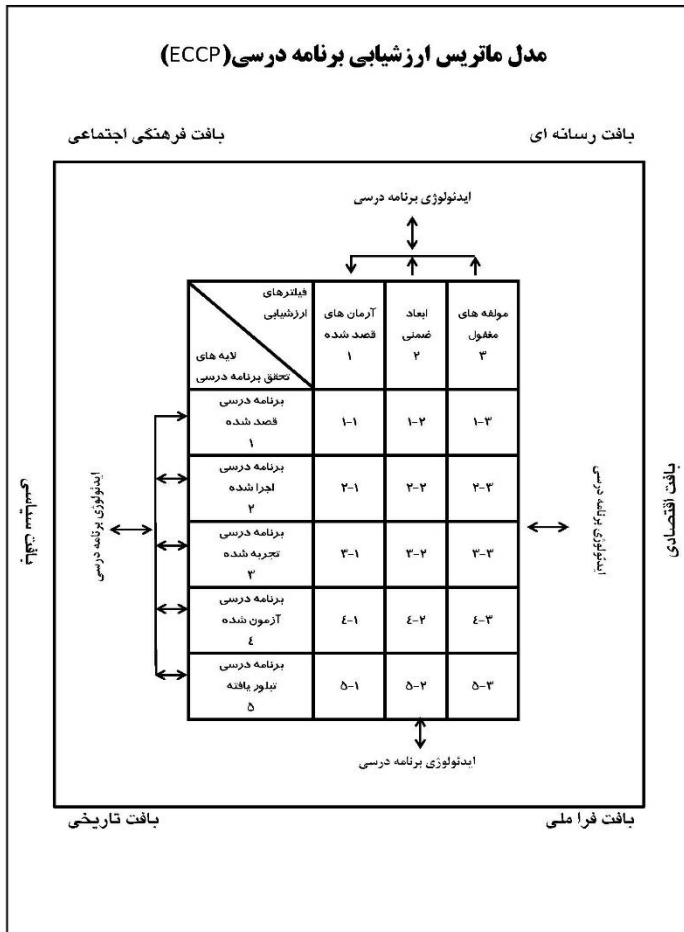 مدل ماتریس ارزشیابی برنامه درسی(ECCP)
بافت رسانه ای
بافت فرهنگی اجتماعی
ایدئولوژی برنامه درسی
فیلترهای
ارزشیابی
لایه های
تحقق برنامه درسی
آرمان های
قصد شده
۱
ابعاد
ضمنی
۲
مولفه های
مغفول
۳
برنامه درسی
قصد شده
۱
۱-۱
۱-۲
۱-۳
برنامه درسی
اجرا شده
۲
۲-۱
۲-۲
۲-۳
برنامه درسی
تجربه شده
۳
۳-۱
۳-۲
۳-۳
برنامه درسی
آزمون شده
٤
٤-۱
٤-۲
٤-۳
برنامه درسی
تبلور یافته
۵
۵-۱
۵-۲
۵-۳
ایدئولوژی برنامه درسی
بافت اقتصادی
ایدئولوژی برنامه درسی
بافت سیاسی
ایدئولوژی برنامه درسی
بافت فرا ملی
بافت تاریخی